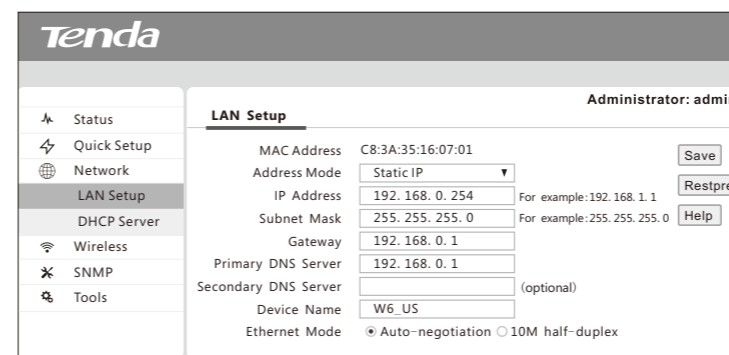 Tenda
Administrator: admi
Status
Quick Setup
Network
LAN Setup
DHCP Server
Wireless
SNMP
Tools
LAN Setup
MAC Address C8:3A:35:16:07:01
Address Mode Static IP
IP Address 192. 168. 0. 254 For example:192. 168. 1. 1
Subnet Mask 255. 255. 255. 0 For example:255. 255. 255. 0
Gateway 192. 168. 0. 1
Primary DNS Server 192. 168. 0. 1
Secondary DNS Server (optional)
Device Name W6_US
Ethernet Mode Auto-negotiation 10M half-duplex
Save
Restpre
Help